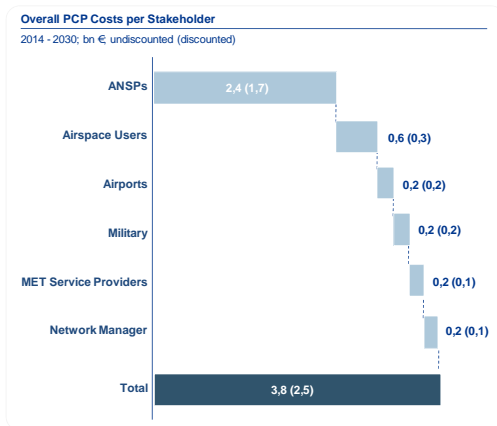 Overall PCP Costs per Stakeholder
2014 - 2030; bn €, undiscounted (discounted)
ANSPs 2,4 (1,7)
Airspace Users 0,6 (0,3)
Airports 0,2 (0,2)
Military 0,2 (0,2)
MET Service Providers 0,2 (0,1)
Network Manager 0,2 (0,1)
Total 3,8 (2,5)